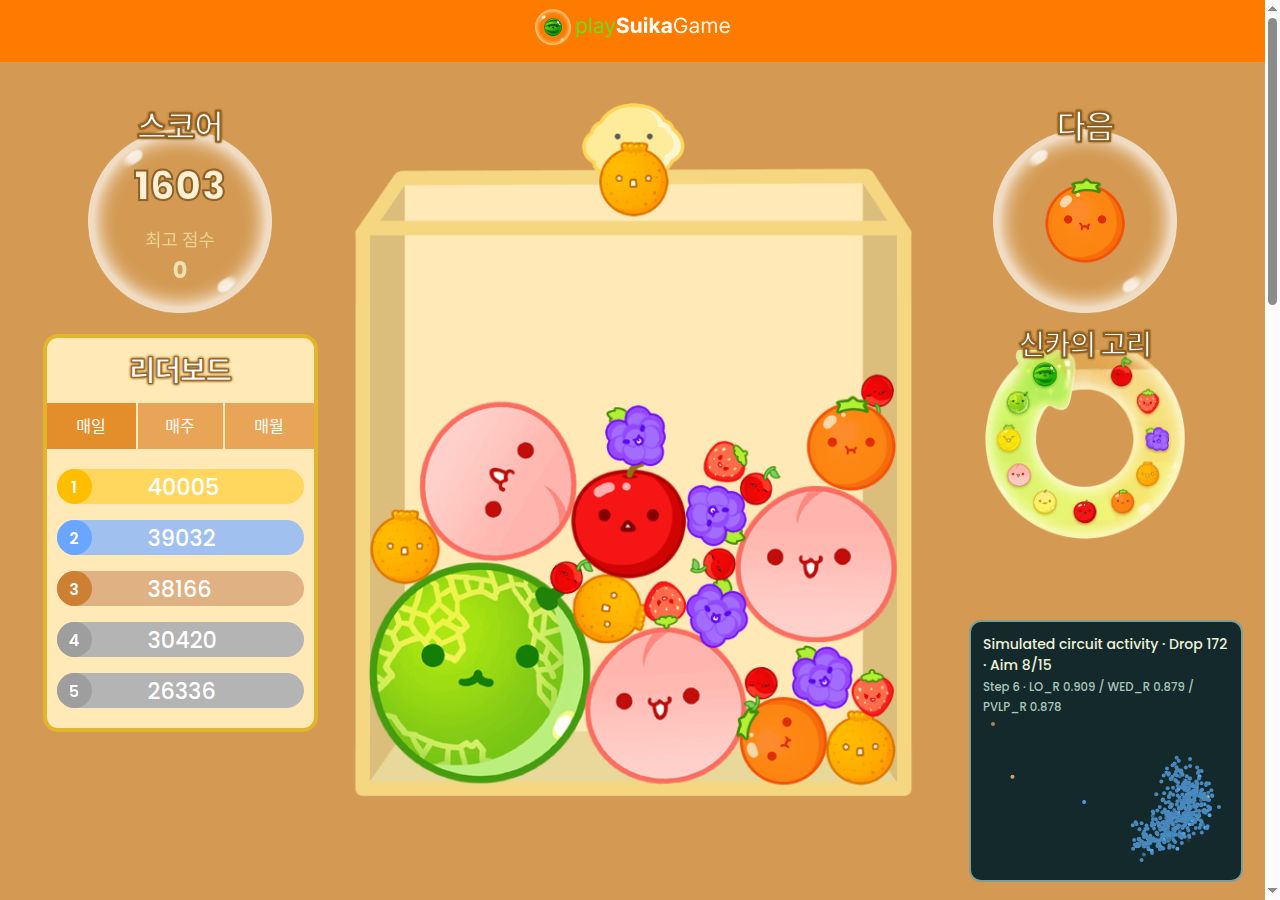 playSuikaGame
스코어
1603
최고 점수
0
다음
신카의 고리
리더보드
매일 매주 매월
1 40005
2 39032
3 38166
4 30420
5 26336
Simulated circuit activity · Drop 172
· Aim 8/15
Step 6 · LO_R 0.909 / WED_R 0.879 /
PVLP_R 0.878